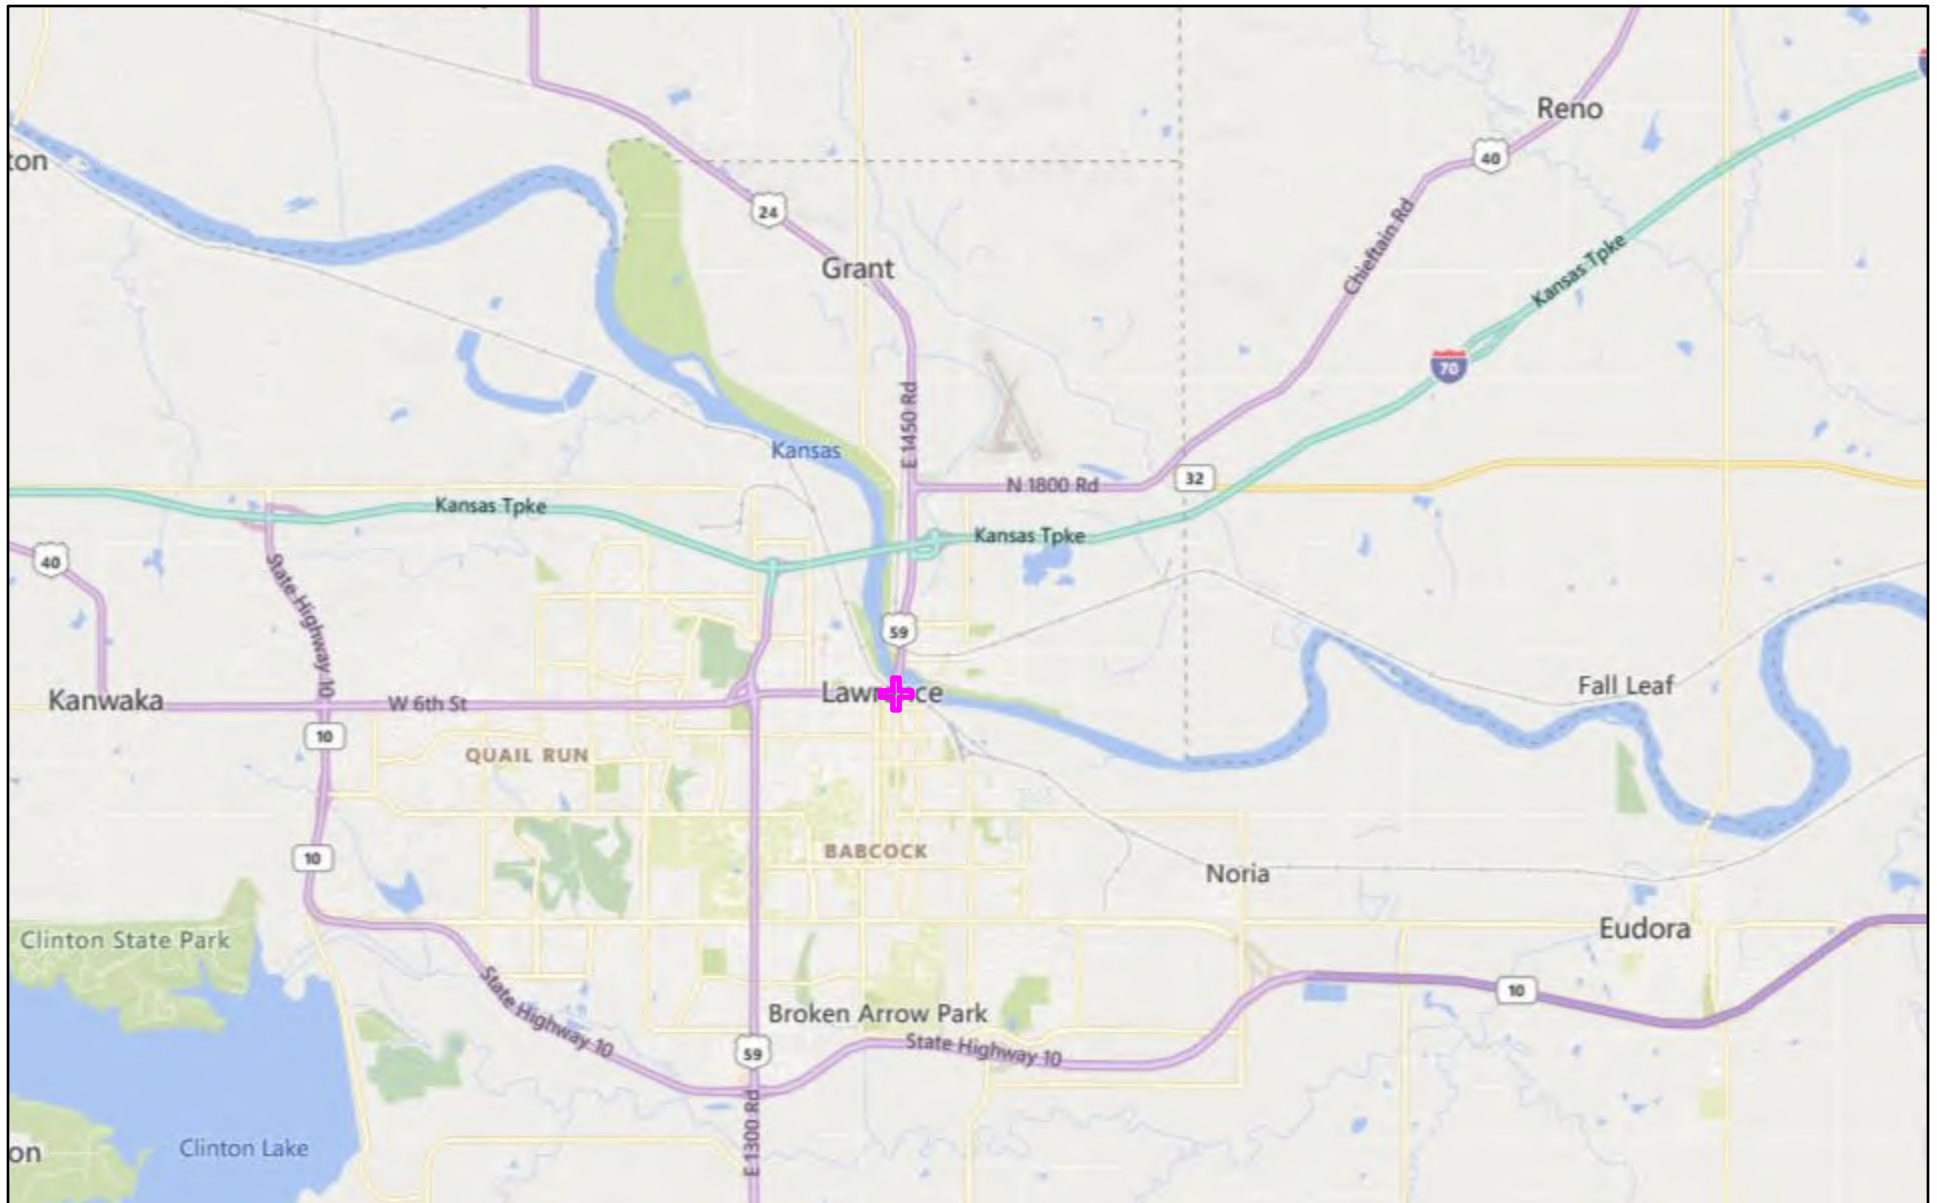 Reno
40
ton
24
Chieftain Rd
Kansas Tpke
Grant
70
E 1450 Rd
Kansas
32
N 1800 Rd
Kansas Tpke
Kansas Tpke
40
State Highway 10
59
Fall Leaf
Lawrence
Kanwaka
W 6th St
10
QUAIL RUN
BABCOCK
10
Noria
Eudora
Clinton State Park
10
State Highway 10
Broken Arrow Park
State Highway 10
59
E 1300 Rd
Clinton Lake
on